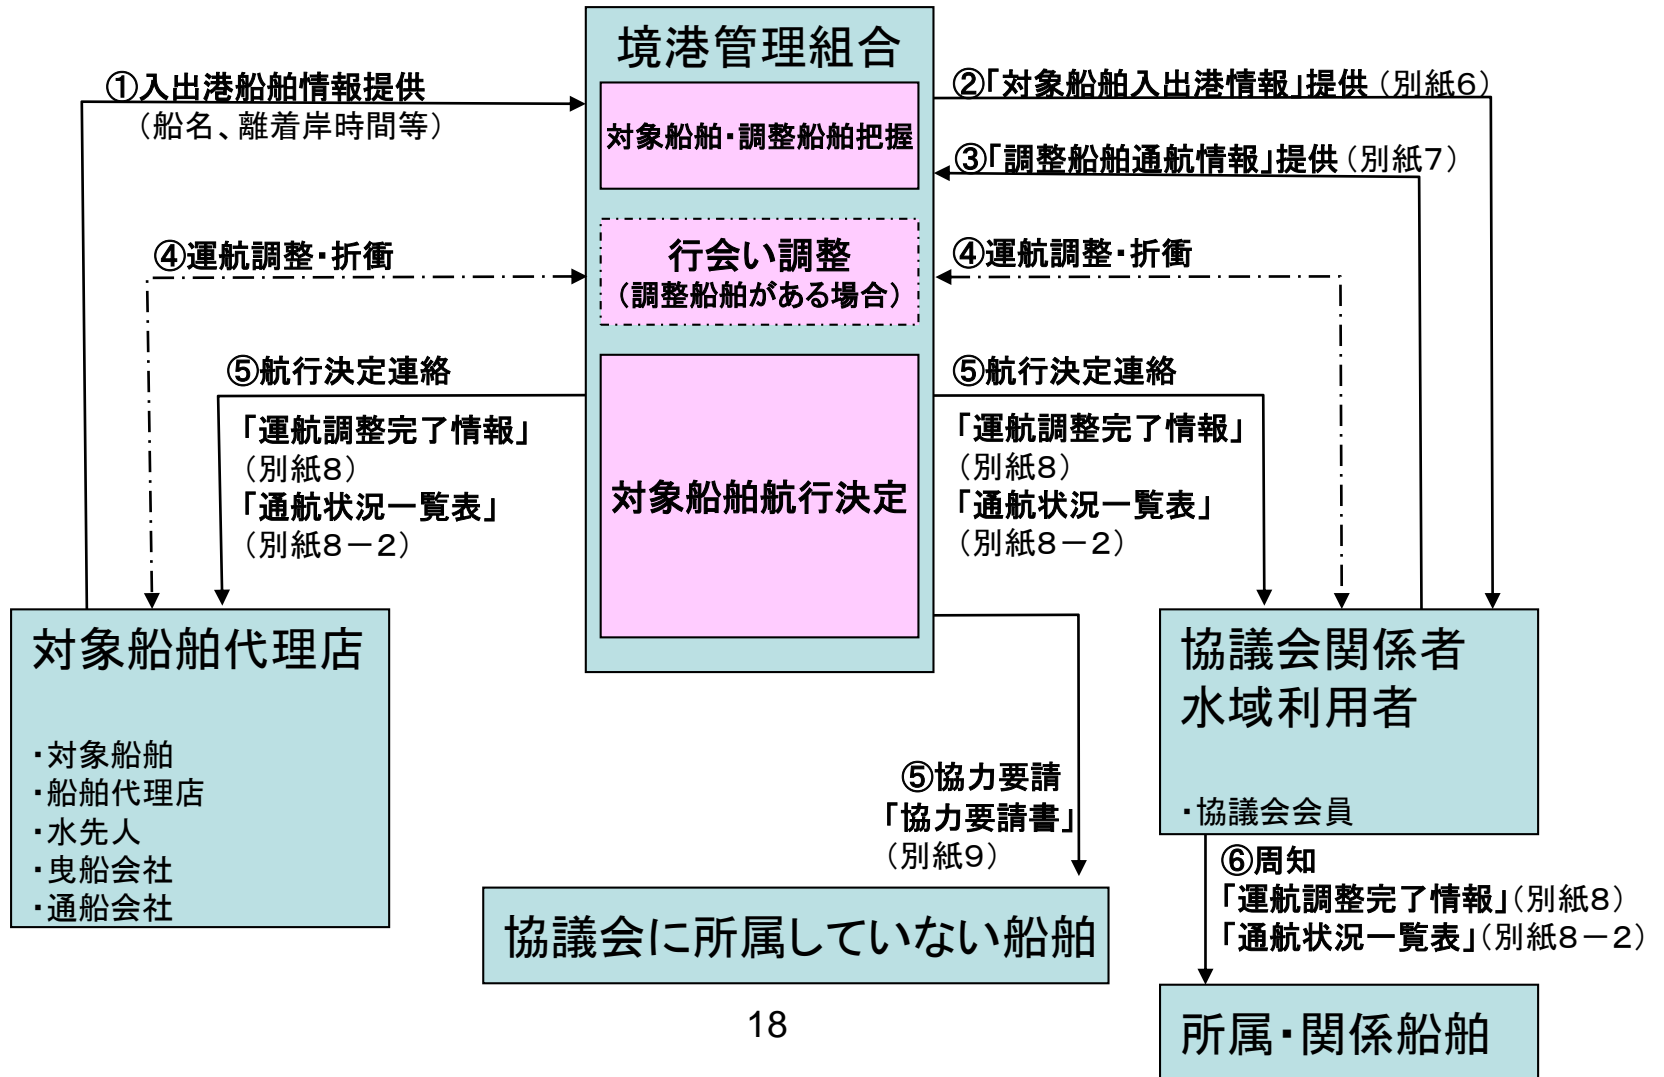 境港管理組合
①入出港船舶情報提供
（船名、離着岸時間等）
対象船舶・調整船舶把握
②「対象船舶入出港情報」提供（別紙6）
③「調整船舶通航情報」提供（別紙7）
④運航調整・折衝
行会い調整
（調整船舶がある場合）
④運航調整・折衝
⑤航行決定連絡
「運航調整完了情報」
（別紙8）
「通航状況一覧表」
（別紙8－2）
対象船舶航行決定
⑤航行決定連絡
「運航調整完了情報」
（別紙8）
「通航状況一覧表」
（別紙8－2）
対象船舶代理店
・対象船舶
・船舶代理店
・水先人
・曳船会社
・通船会社
協議会関係者
水域利用者
・協議会会員
⑤協力要請
「協力要請書」
（別紙9）
協議会に所属していない船舶
⑥周知
「運航調整完了情報」（別紙8）
「通航状況一覧表」（別紙8－2）
所属・関係船舶
18